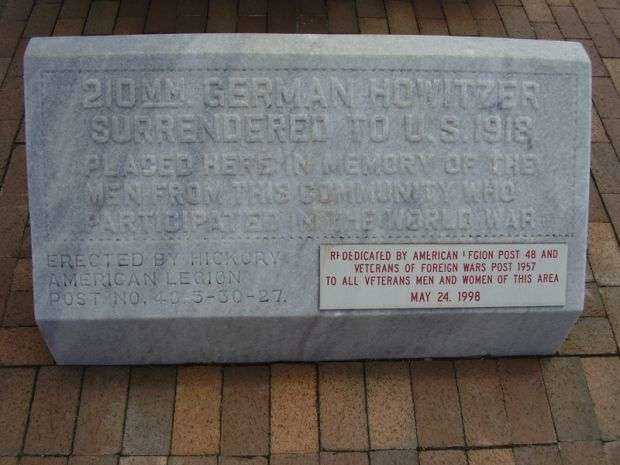 210MM. GERMAN HOWITZER
SURRENDERED TO U.S. 1918
PLACED HERE IN MEMORY OF THE
MEN FROM THIS COMMUNITY WHO
PARTICIPATED IN THE WORLD WAR
ERECTED BY HICKORY
AMERICAN LEGION
POST NO. 48 5-30-27.
REDEDICATED BY AMERICAN LEGION POST 48 AND
VETERANS OF FOREIGN WARS POST 1957
TO ALL VETERANS MEN AND WOMEN OF THIS AREA
MAY 24, 1998